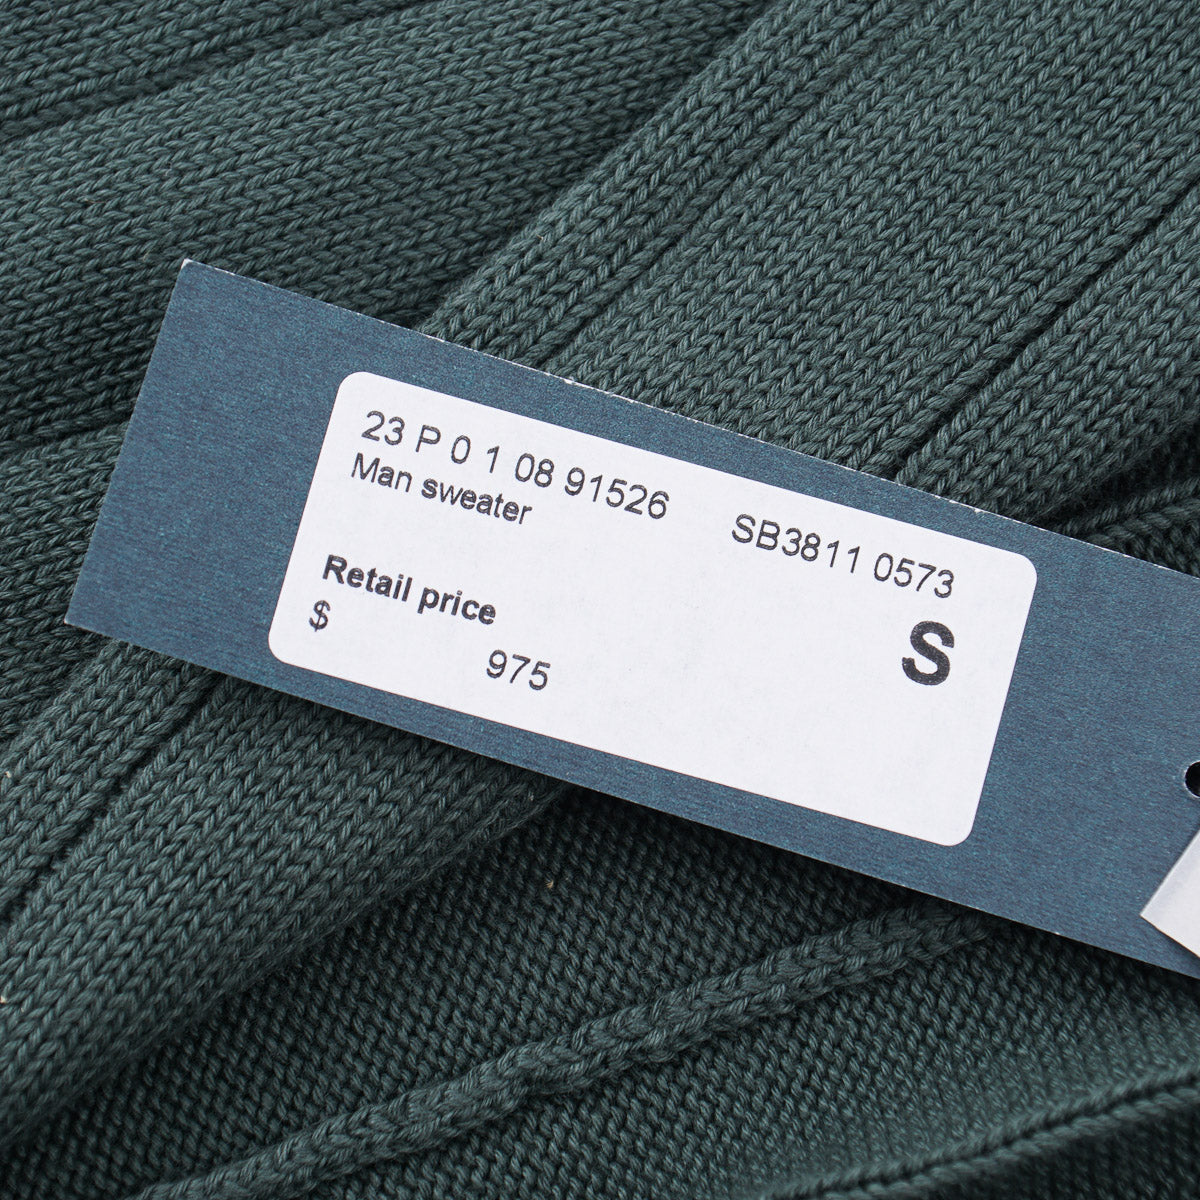 23 P 0 1 08 91526 SB3811 0573
Man sweater
Retail price
$
975
S